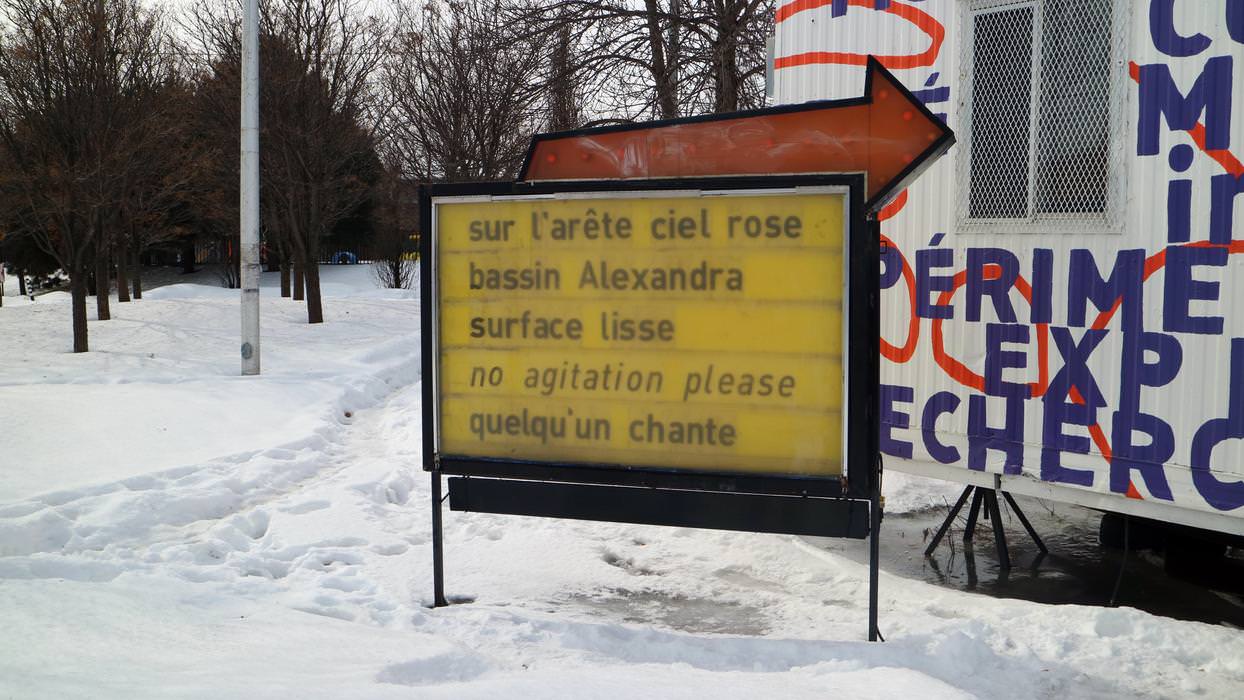 sur l'arête ciel rose
bassin Alexandra
surface lisse
no agitation please
quelqu'un chante
PÉRIME
EXP
ECHERC